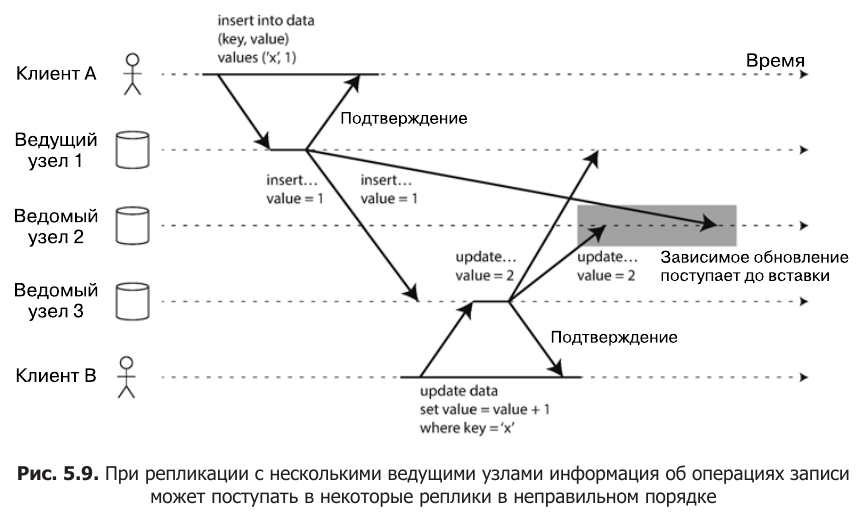 insert into data
(key, value)
values ('x', 1)
Клиент A
Время
Подтверждение
Ведущий
узел 1
insert...
value = 1
insert...
value = 1
Ведомый
узел 2
update...
value = 2
update...
value = 2
Зависимое обновление
поступает до вставки
Ведомый
узел 3
Подтверждение
Клиент B
update data
set value = value + 1
where key = 'x'
Рис. 5.9. При репликации с несколькими ведущими узлами информация об операциях записи
может поступать в некоторые реплики в неправильном порядке